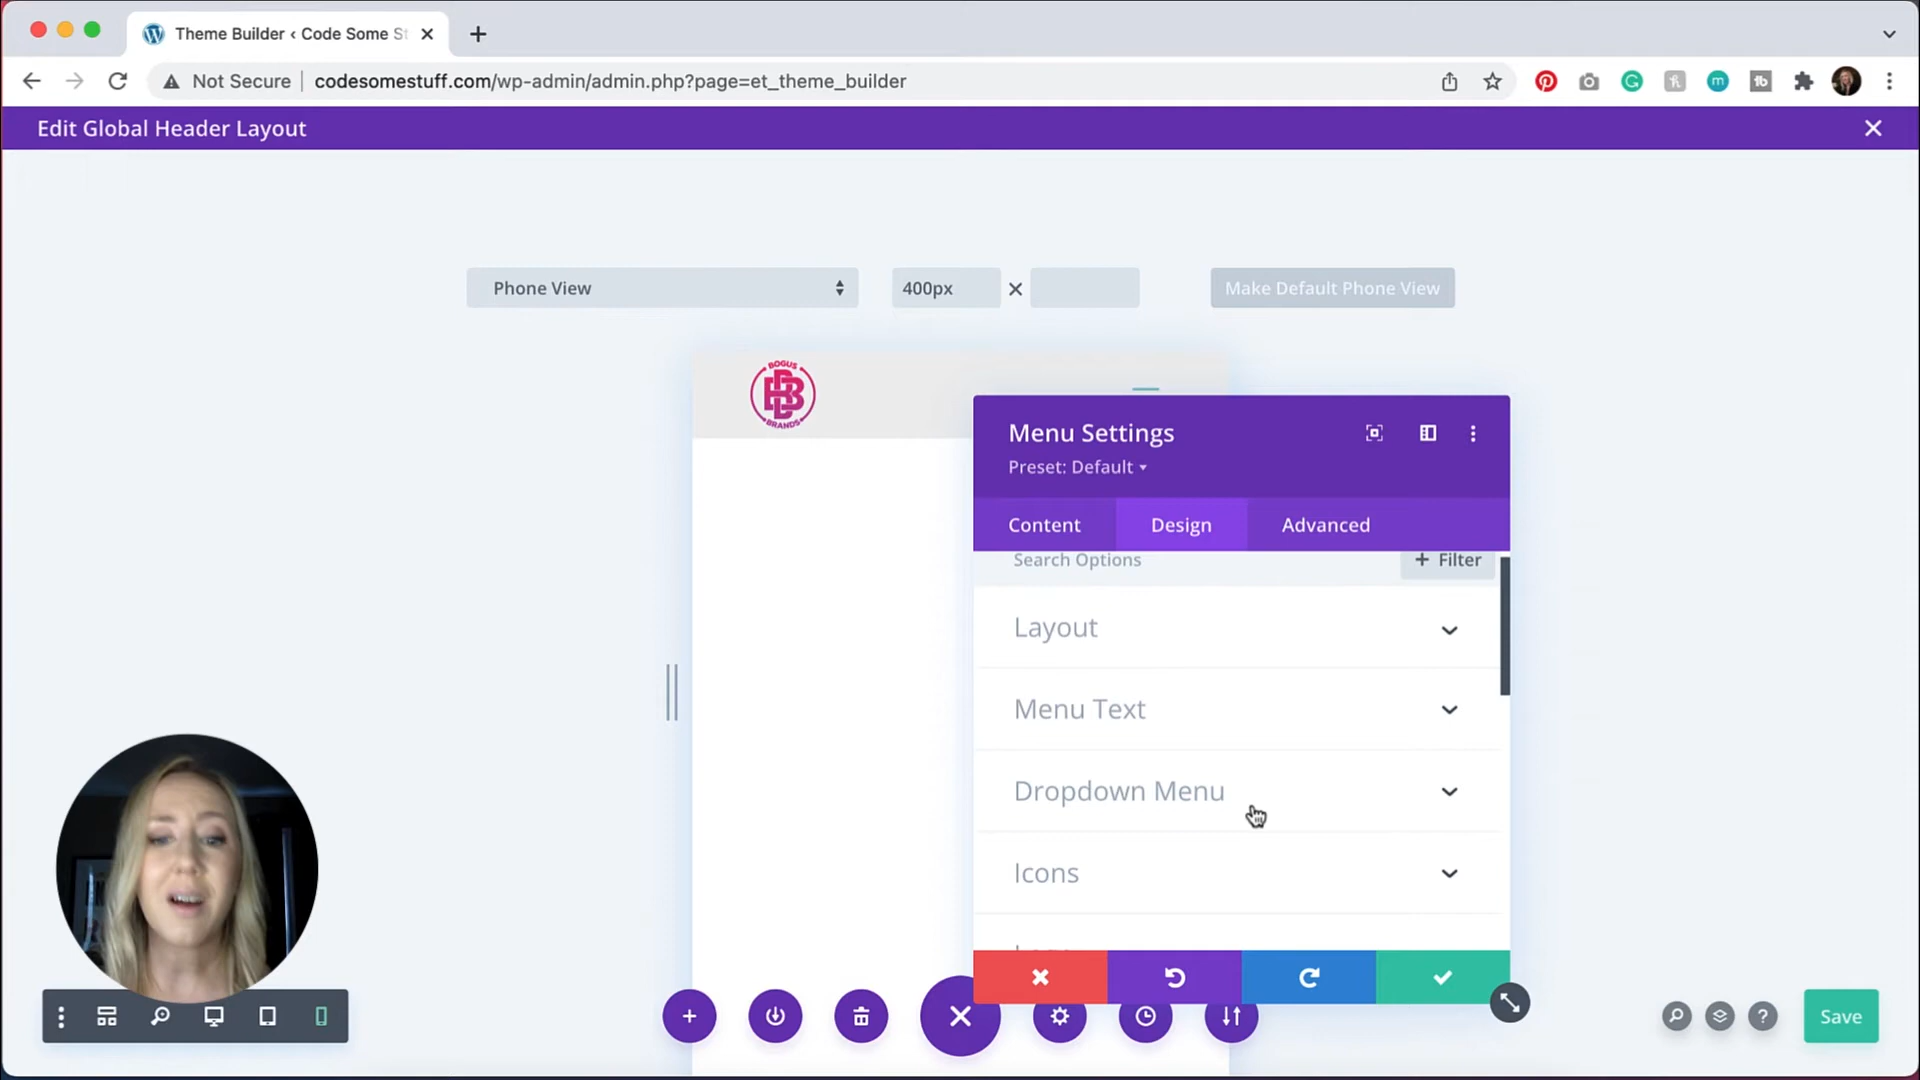 Theme Builder ‹ Code Some St
Not Secure
codesomestuff.com/wp-admin/admin.php?page=et_theme_builder
Edit Global Header Layout
Phone View
400px
Make Default Phone View
BOGUS
BRANDS
Menu Settings
Preset: Default
Content
Design
Advanced
Search Options
+ Filter
Layout
Menu Text
Dropdown Menu
Icons
Save